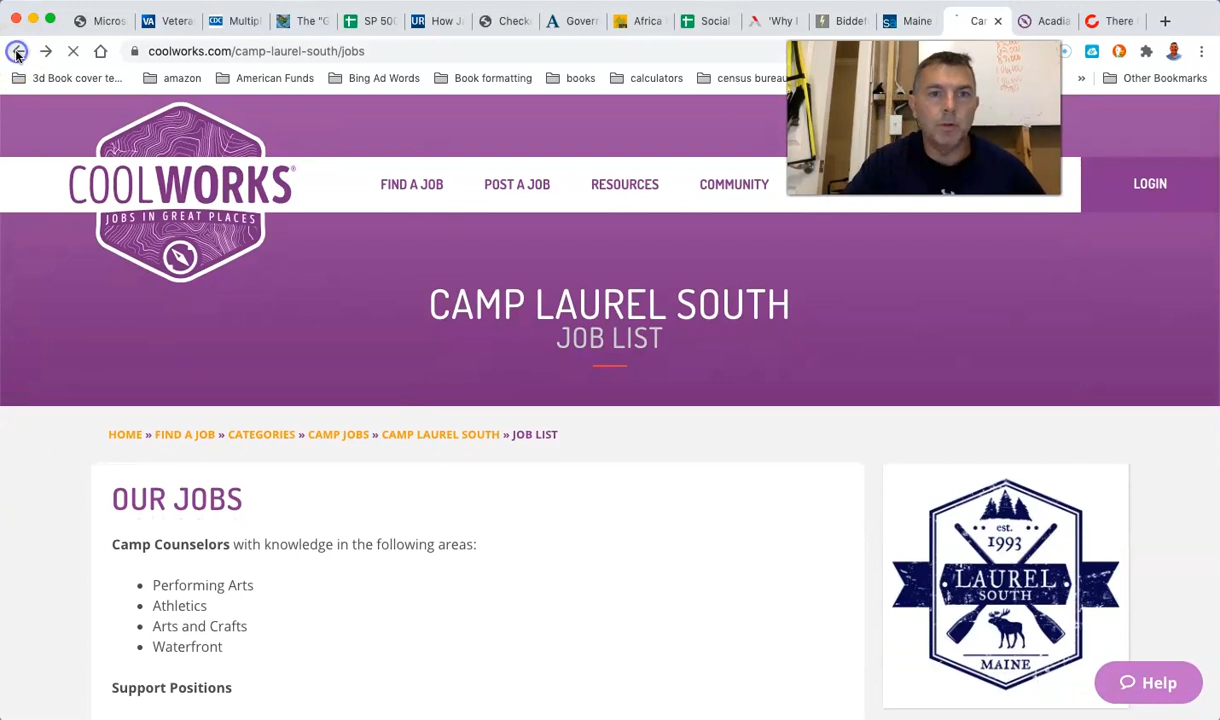 Micros
Vetera
Multipl
The "G
SP 500
How J
Checke
Govern
Africa
Social
'Why I
Biddef
Maine
Car
Acadia
There
coolworks.com/camp-laurel-south/jobs
3d Book cover te...
amazon
American Funds
Bing Ad Words
Book formatting
books
calculators
census bureau
»
Other Bookmarks
COOLWORKS®
JOBS IN GREAT PLACES
FIND A JOB
POST A JOB
RESOURCES
COMMUNITY
LOGIN
CAMP LAUREL SOUTH
JOB LIST
HOME » FIND A JOB » CATEGORIES » CAMP JOBS » CAMP LAUREL SOUTH » JOB LIST
OUR JOBS
Camp Counselors with knowledge in the following areas:
• Performing Arts
• Athletics
• Arts and Crafts
• Waterfront
Support Positions
est.
1993
LAUREL
SOUTH
MAINE
Help